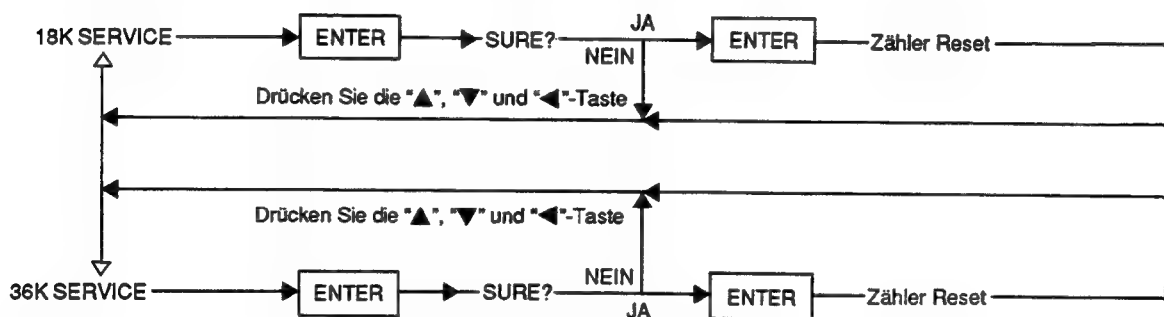 18K SERVICE ENTER SURE? JA ENTER Zähler Reset
NEIN
Drücken Sie die "▲", "▼" und "◀"-Taste
Drücken Sie die "▲", "▼" und "◀"-Taste
NEIN
36K SERVICE ENTER SURE? JA ENTER Zähler Reset